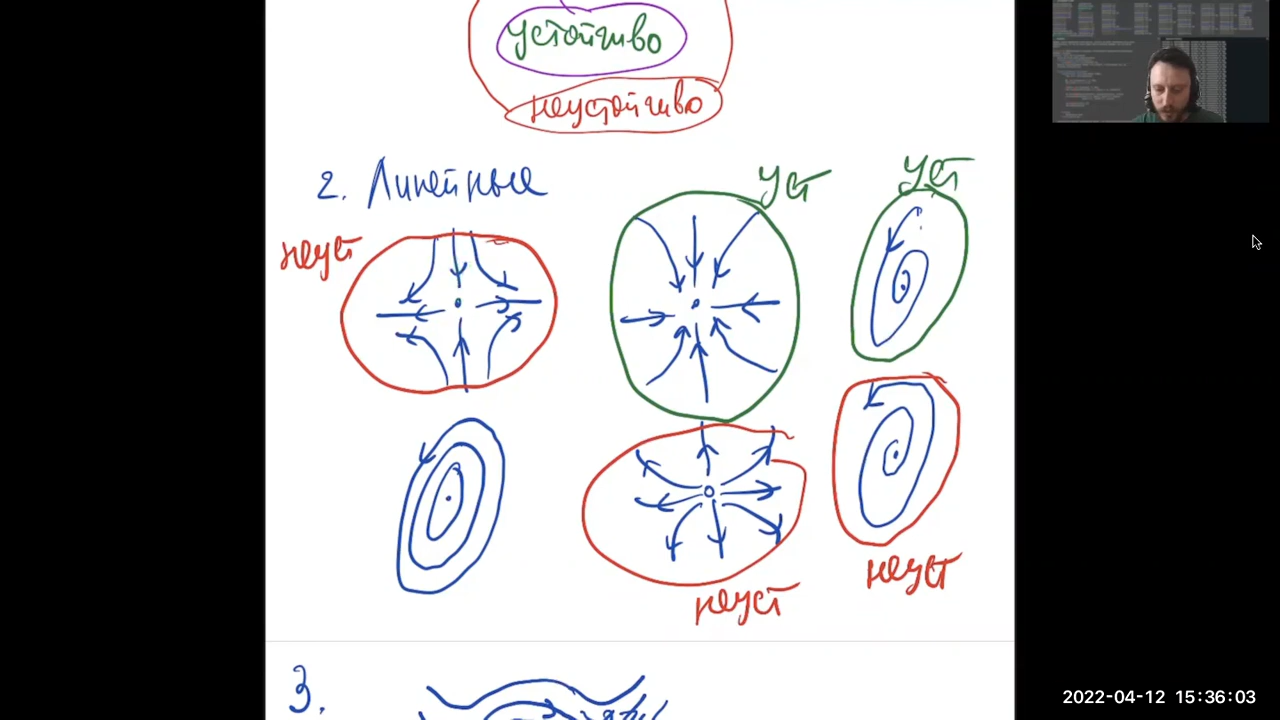 устойчиво
неустойчиво
2. Линейные
неуст
уст
уст
неуст
неуст
3.
2022-04-12 15:36:03